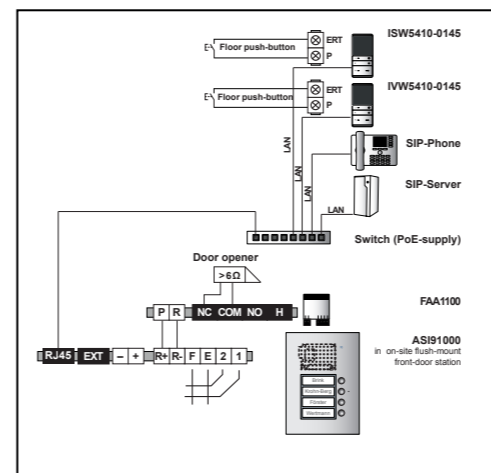 ISW5410-0145
ERT
Floor push-button
P
IVW5410-0145
ERT
Floor push-button
P
SIP-Phone
LAN
LAN
LAN
SIP-Server
LAN
Switch (PoE-supply)
Door opener
>6Ω
P R NC COM NO H
FAA1100
ASI91000
in on-site flush-mount
front-door station
RJ45 EXT – + R+ R- F E 2 1